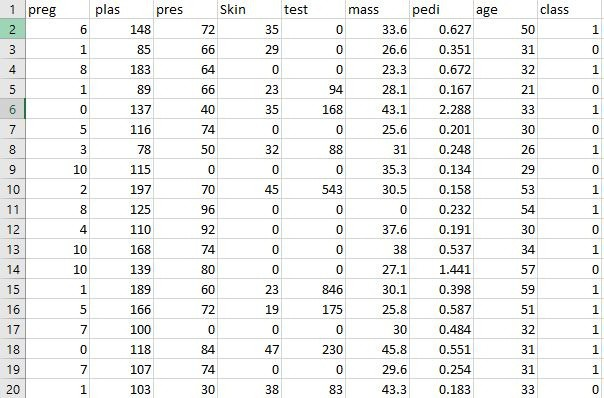 1 preg plas pres Skin test mass pedi age class
2 6 148 72 35 0 33.6 0.627 50 1
3 1 85 66 29 0 26.6 0.351 31 0
4 8 183 64 0 0 23.3 0.672 32 1
5 1 89 66 23 94 28.1 0.167 21 0
6 0 137 40 35 168 43.1 2.288 33 1
7 5 116 74 0 0 25.6 0.201 30 0
8 3 78 50 32 88 31 0.248 26 1
9 10 115 0 0 0 35.3 0.134 29 0
10 2 197 70 45 543 30.5 0.158 53 1
11 8 125 96 0 0 0 0.232 54 1
12 4 110 92 0 0 37.6 0.191 30 0
13 10 168 74 0 0 38 0.537 34 1
14 10 139 80 0 0 27.1 1.441 57 0
15 1 189 60 23 846 30.1 0.398 59 1
16 5 166 72 19 175 25.8 0.587 51 1
17 7 100 0 0 0 30 0.484 32 1
18 0 118 84 47 230 45.8 0.551 31 1
19 7 107 74 0 0 29.6 0.254 31 1
20 1 103 30 38 83 43.3 0.183 33 0